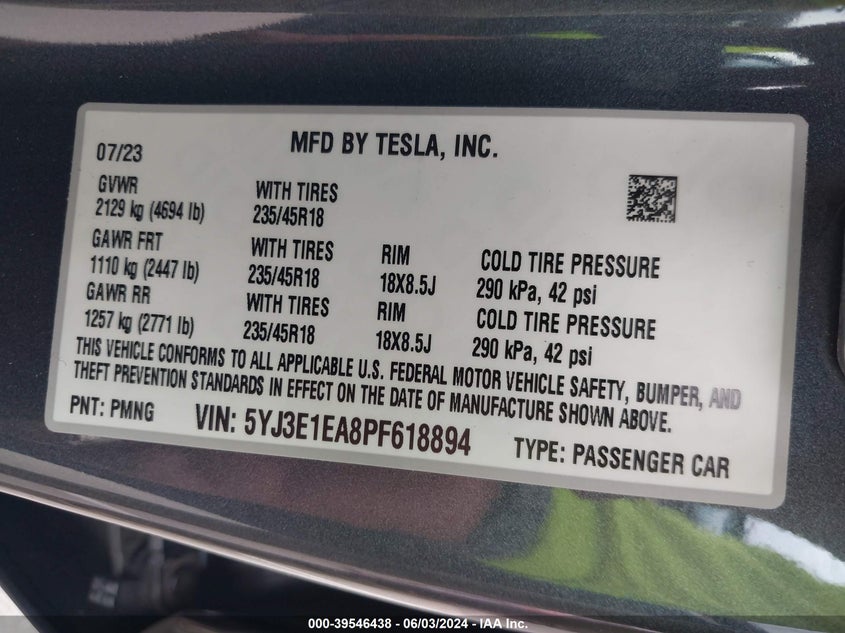 MFD BY TESLA, INC.
07/23
GVWR
2129 kg (4694 lb)
WITH TIRES
235/45R18
GAWR FRT
1110 kg (2447 lb)
WITH TIRES
235/45R18
RIM
18X8.5J
COLD TIRE PRESSURE
290 kPa, 42 psi
GAWR RR
1257 kg (2771 lb)
WITH TIRES
235/45R18
RIM
18X8.5J
COLD TIRE PRESSURE
290 kPa, 42 psi
THIS VEHICLE CONFORMS TO ALL APPLICABLE U.S. FEDERAL MOTOR VEHICLE SAFETY, BUMPER, AND
THEFT PREVENTION STANDARDS IN EFFECT ON THE DATE OF MANUFACTURE SHOWN ABOVE.
PNT: PMNG
VIN: 5YJ3E1EA8PF618894
TYPE: PASSENGER CAR
000-39546438 - 06/03/2024 - IAA Inc.